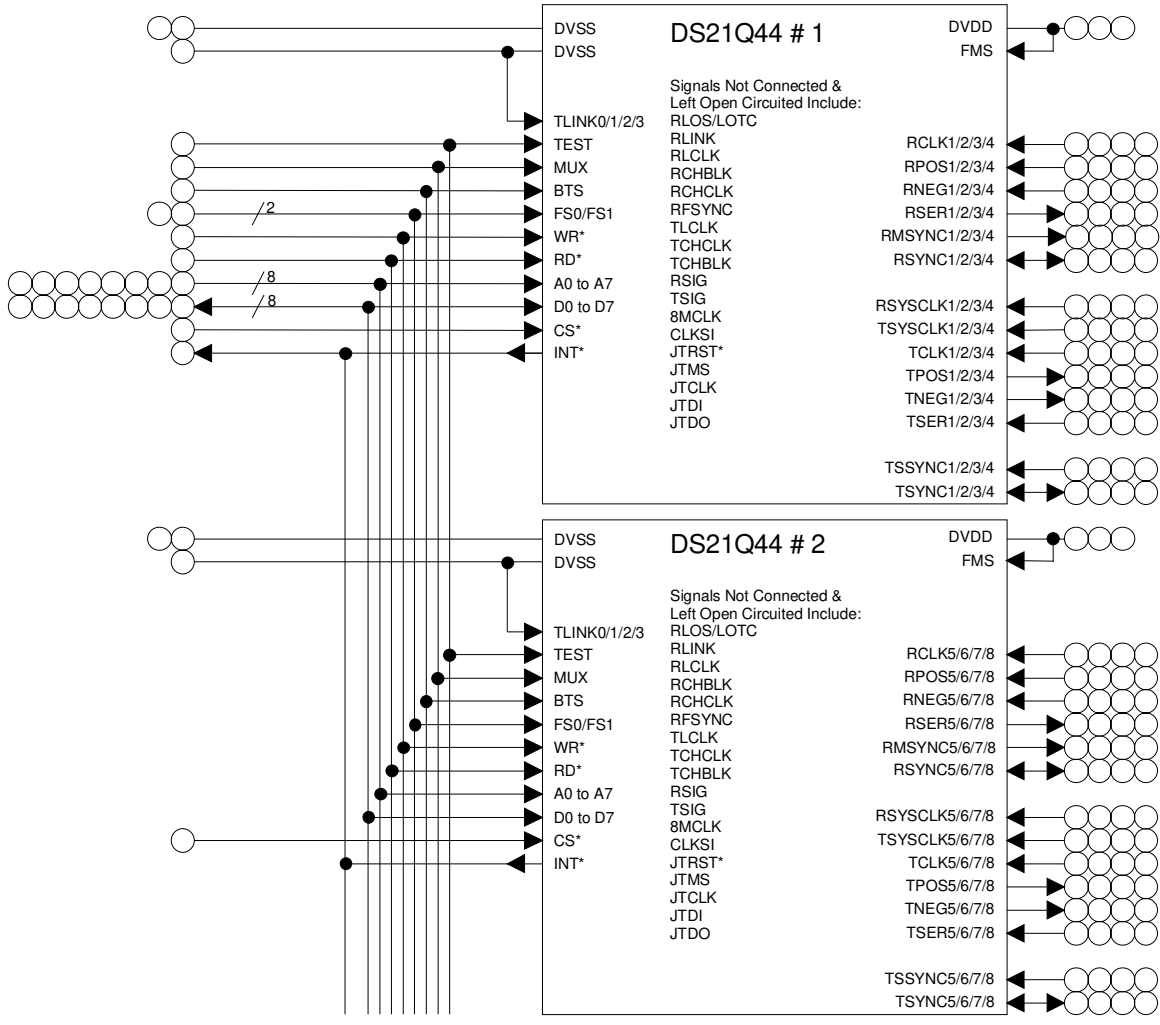 DS21Q44 # 1
DVSS
DVSS
TLINK0/1/2/3
TEST
MUX
BTS
2
FS0/FS1
WR*
RD*
8
A0 to A7
8
D0 to D7
CS*
INT*
Signals Not Connected &
Left Open Circuited Include:
RLOS/LOTC
RLINK
RLCLK
RCHBLK
RCHCLK
RFSYNC
TLCLK
TCHCLK
TCHBLK
RSIG
TSIG
8MCLK
CLKSI
JTRST*
JTMS
JTCLK
JTDI
JTDO
DVDD
FMS
RCLK1/2/3/4
RPOS1/2/3/4
RNEG1/2/3/4
RSER1/2/3/4
RMSYNC1/2/3/4
RSYNC1/2/3/4
RSYSCLK1/2/3/4
TSYSCLK1/2/3/4
TCLK1/2/3/4
TPOS1/2/3/4
TNEG1/2/3/4
TSER1/2/3/4
TSSYNC1/2/3/4
TSYNC1/2/3/4
DS21Q44 # 2
DVSS
DVSS
TLINK0/1/2/3
TEST
MUX
BTS
FS0/FS1
WR*
RD*
A0 to A7
D0 to D7
CS*
INT*
Signals Not Connected &
Left Open Circuited Include:
RLOS/LOTC
RLINK
RLCLK
RCHBLK
RCHCLK
RFSYNC
TLCLK
TCHCLK
TCHBLK
RSIG
TSIG
8MCLK
CLKSI
JTRST*
JTMS
JTCLK
JTDI
JTDO
DVDD
FMS
RCLK5/6/7/8
RPOS5/6/7/8
RNEG5/6/7/8
RSER5/6/7/8
RMSYNC5/6/7/8
RSYNC5/6/7/8
RSYSCLK5/6/7/8
TSYSCLK5/6/7/8
TCLK5/6/7/8
TPOS5/6/7/8
TNEG5/6/7/8
TSER5/6/7/8
TSSYNC5/6/7/8
TSYNC5/6/7/8